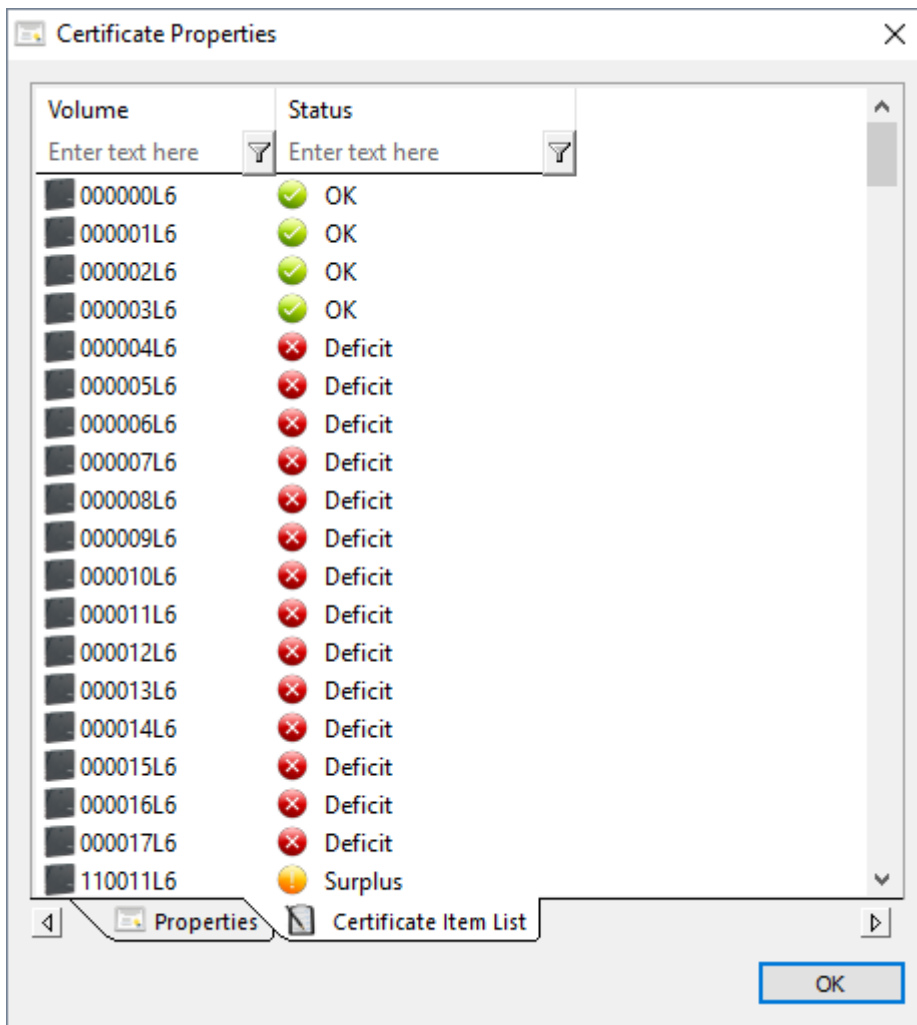 Certificate Properties
Volume Status
Enter text here Enter text here
000000L6 OK
000001L6 OK
000002L6 OK
000003L6 OK
000004L6 Deficit
000005L6 Deficit
000006L6 Deficit
000007L6 Deficit
000008L6 Deficit
000009L6 Deficit
000010L6 Deficit
000011L6 Deficit
000012L6 Deficit
000013L6 Deficit
000014L6 Deficit
000015L6 Deficit
000016L6 Deficit
000017L6 Deficit
110011L6 Surplus
Properties Certificate Item List
OK